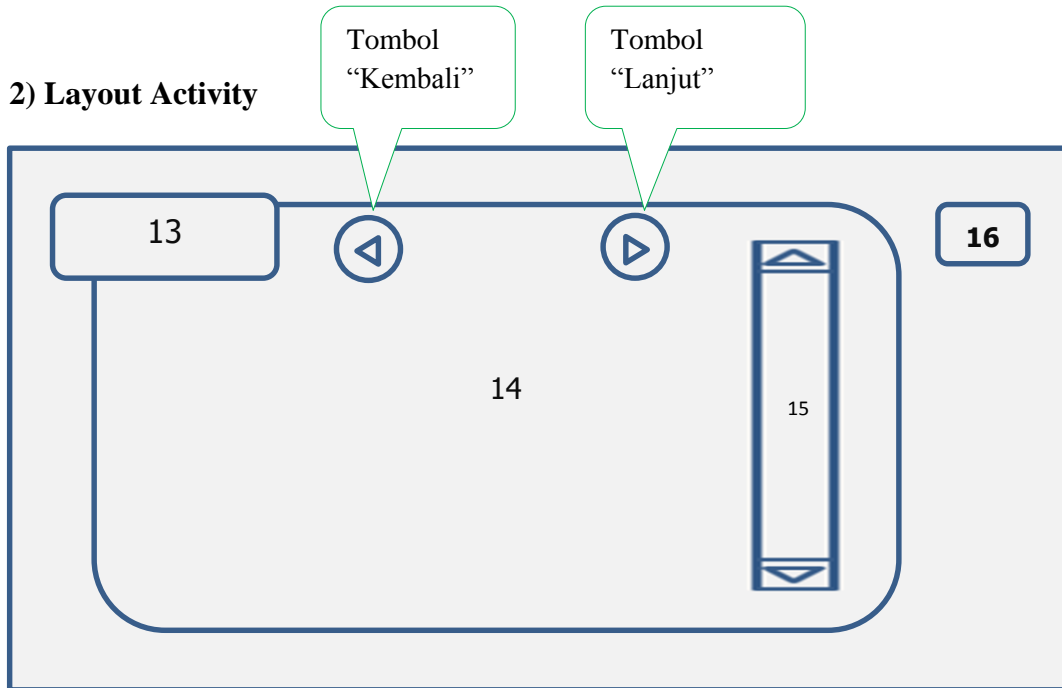 Tombol
“Kembali”
Tombol
“Lanjut”
2) Layout Activity
13
16
14
15